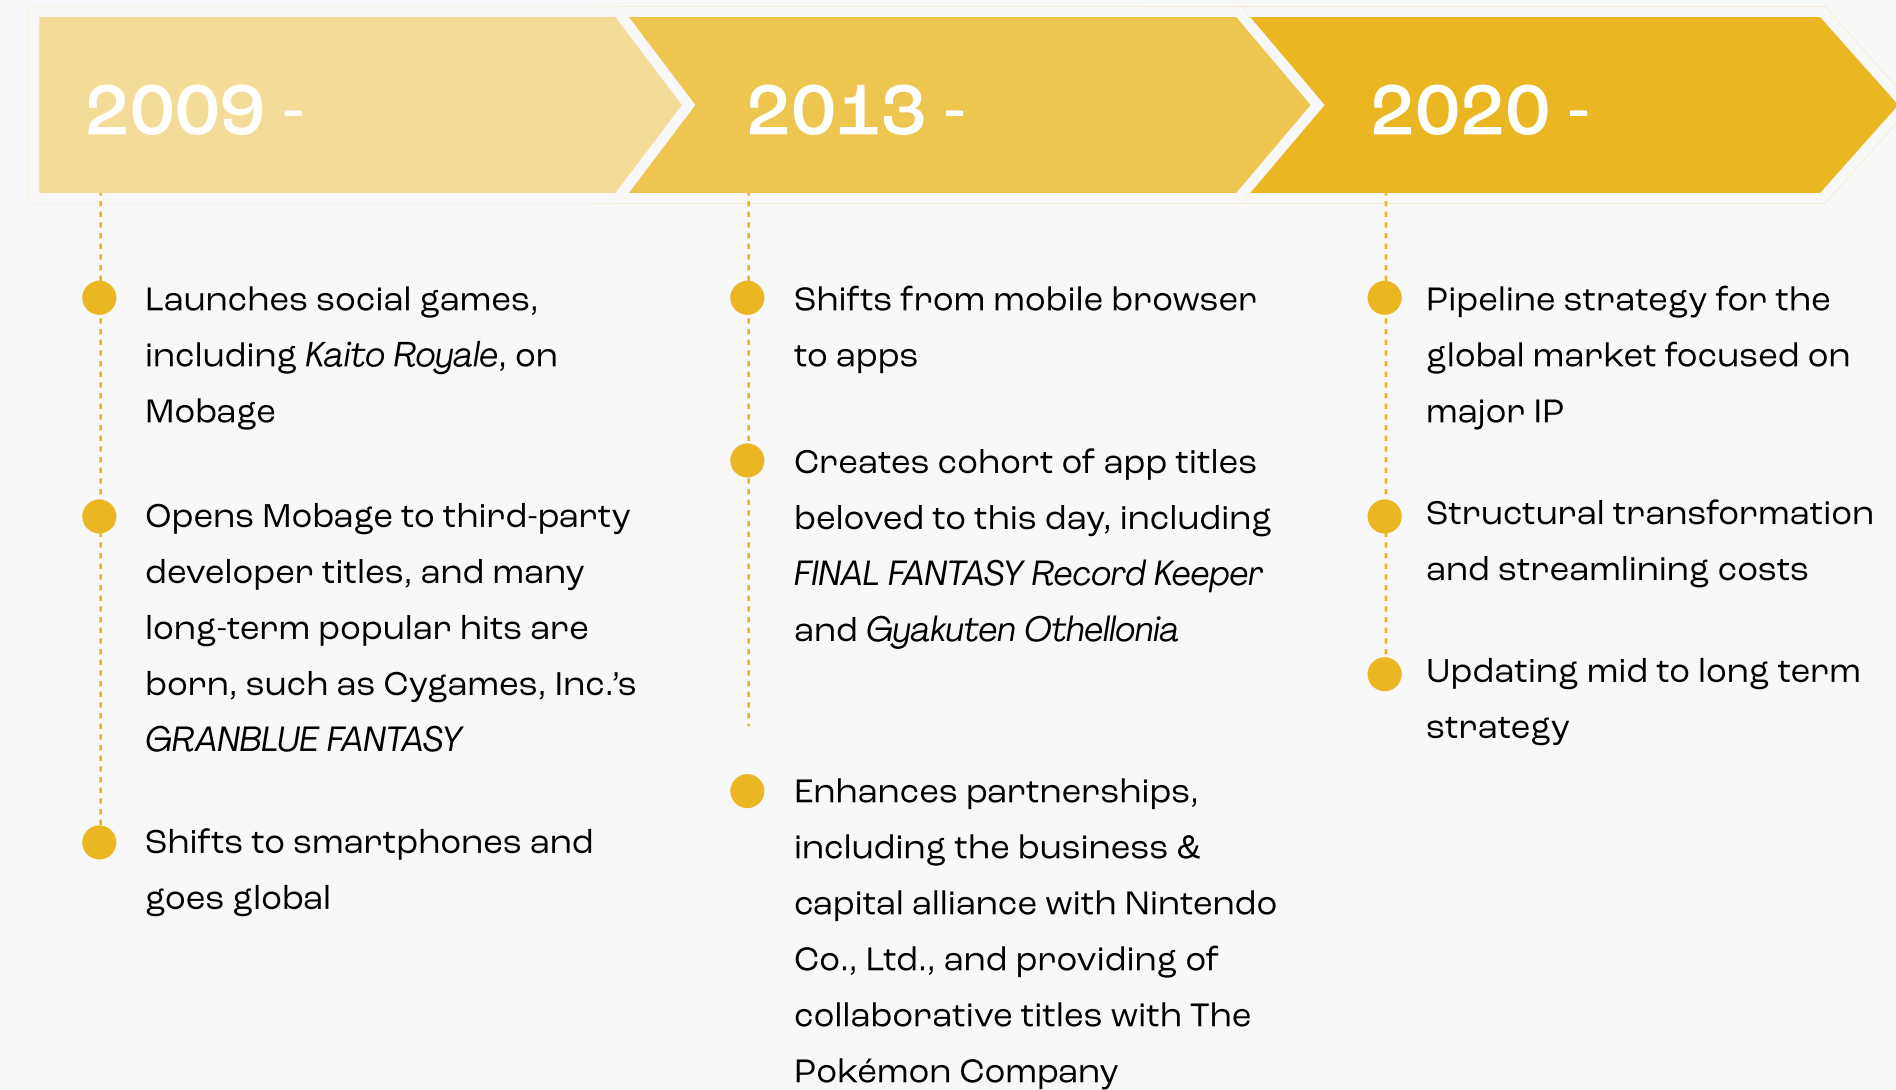 2009 -
Launches social games,
including Kaito Royale, on
Mobage
Opens Mobage to third-party
developer titles, and many
long-term popular hits are
born, such as Cygames, Inc.’s
GRANBLUE FANTASY
Shifts to smartphones and
goes global
2013 -
Shifts from mobile browser
to apps
Creates cohort of app titles
beloved to this day, including
FINAL FANTASY Record Keeper
and Gyakuten Othellonia
Enhances partnerships,
including the business &
capital alliance with Nintendo
Co., Ltd., and providing of
collaborative titles with The
Pokémon Company
2020 -
Pipeline strategy for the
global market focused on
major IP
Structural transformation
and streamlining costs
Updating mid to long term
strategy